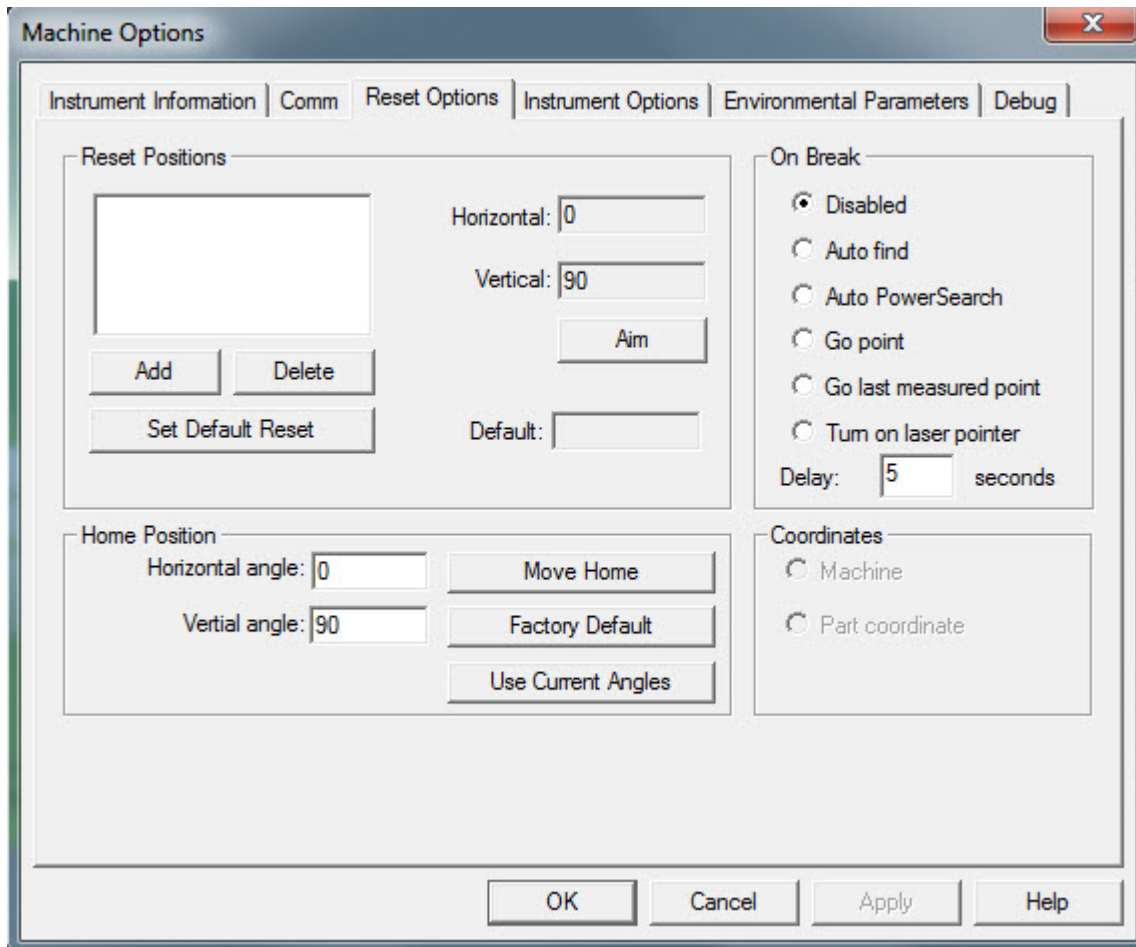 Machine Options
Instrument Information Comm Reset Options Instrument Options Environmental Parameters Debug
Reset Positions
Horizontal: 0
Vertical: 90
Aim
Add Delete
Set Default Reset
Default:
On Break
Disabled
Auto find
Auto PowerSearch
Go point
Go last measured point
Turn on laser pointer
Delay: 5 seconds
Home Position
Horizontal angle: 0
Move Home
Vertial angle: 90
Factory Default
Use Current Angles
Coordinates
Machine
Part coordinate
OK Cancel Apply Help